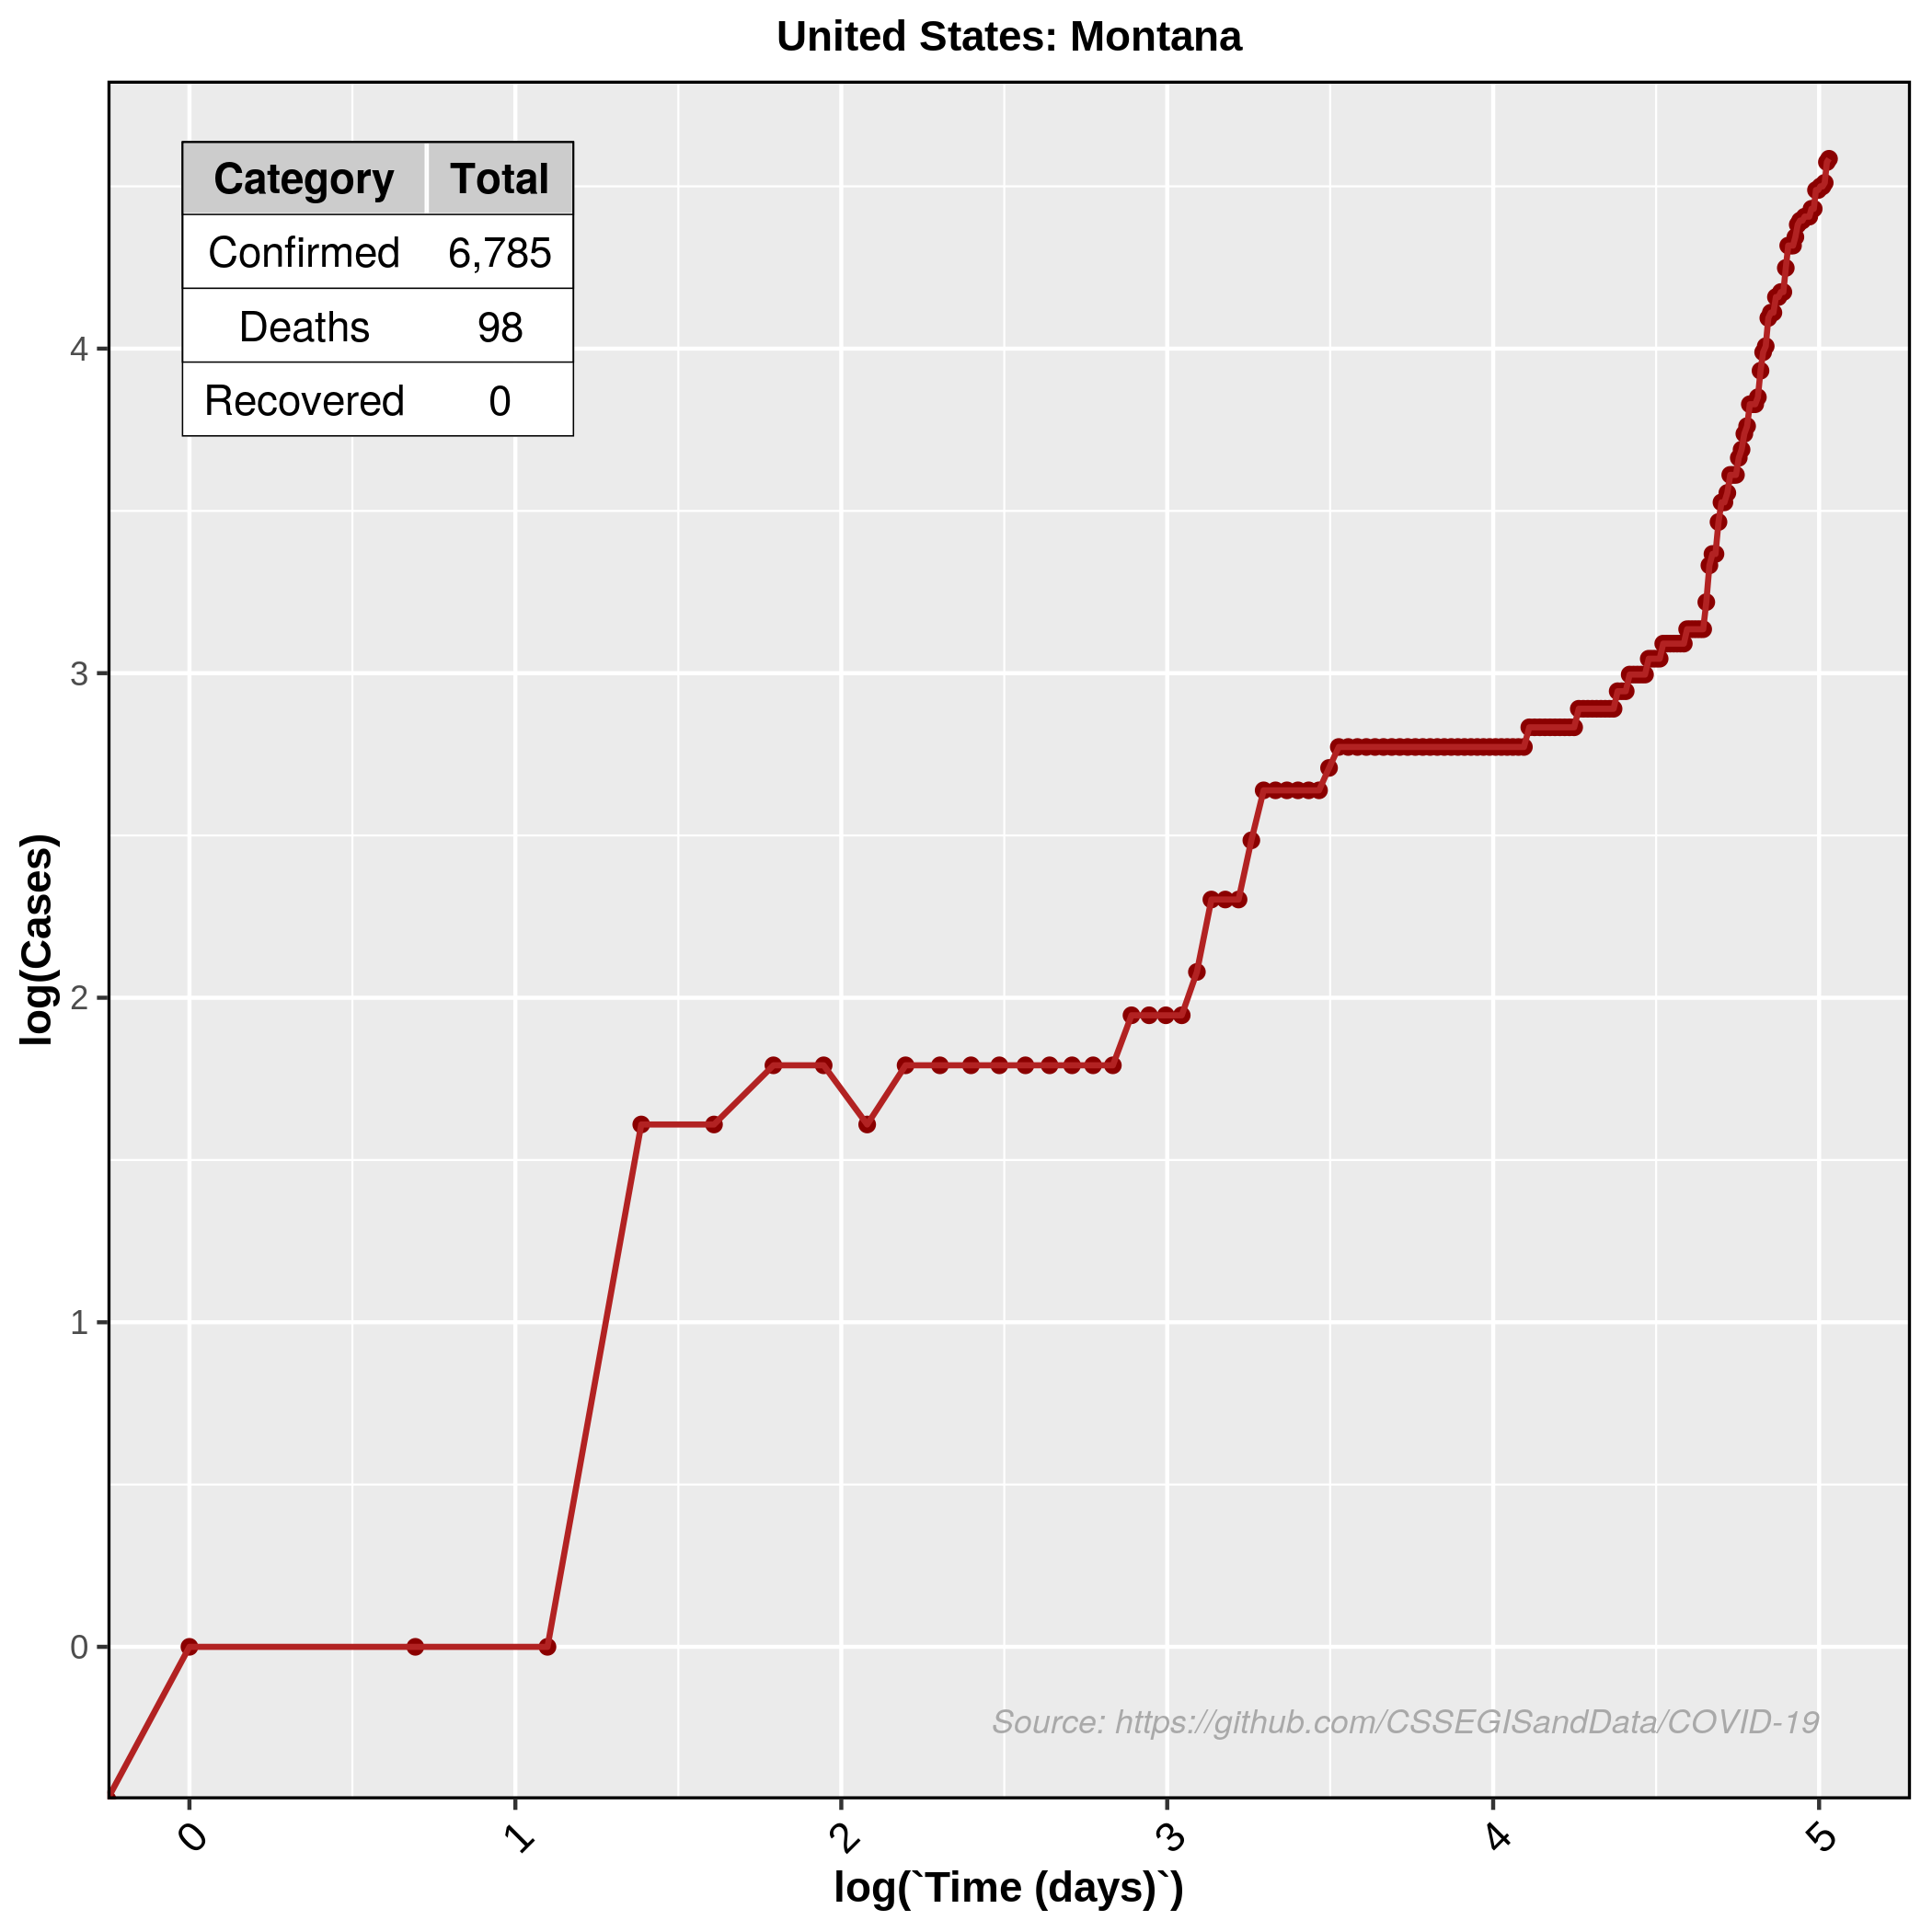 United States: Montana
Category Total
Confirmed 6,785
Deaths 98
Recovered 0
4
3
2
1
0
log(Cases)
Source: https://github.com/CSSEGISandData/COVID-19
0 1 2 3 4 5
log(`Time (days)`)